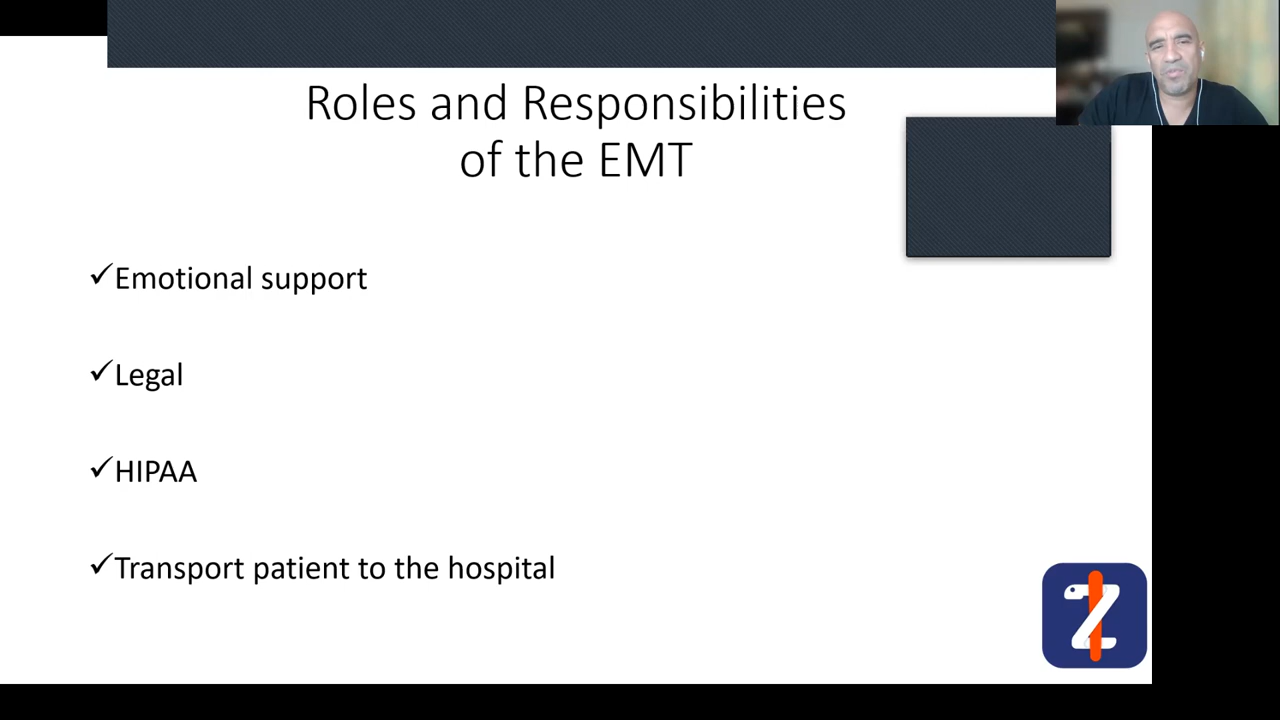 Roles and Responsibilities
of the EMT
✓Emotional support
✓Legal
✓HIPAA
✓Transport patient to the hospital